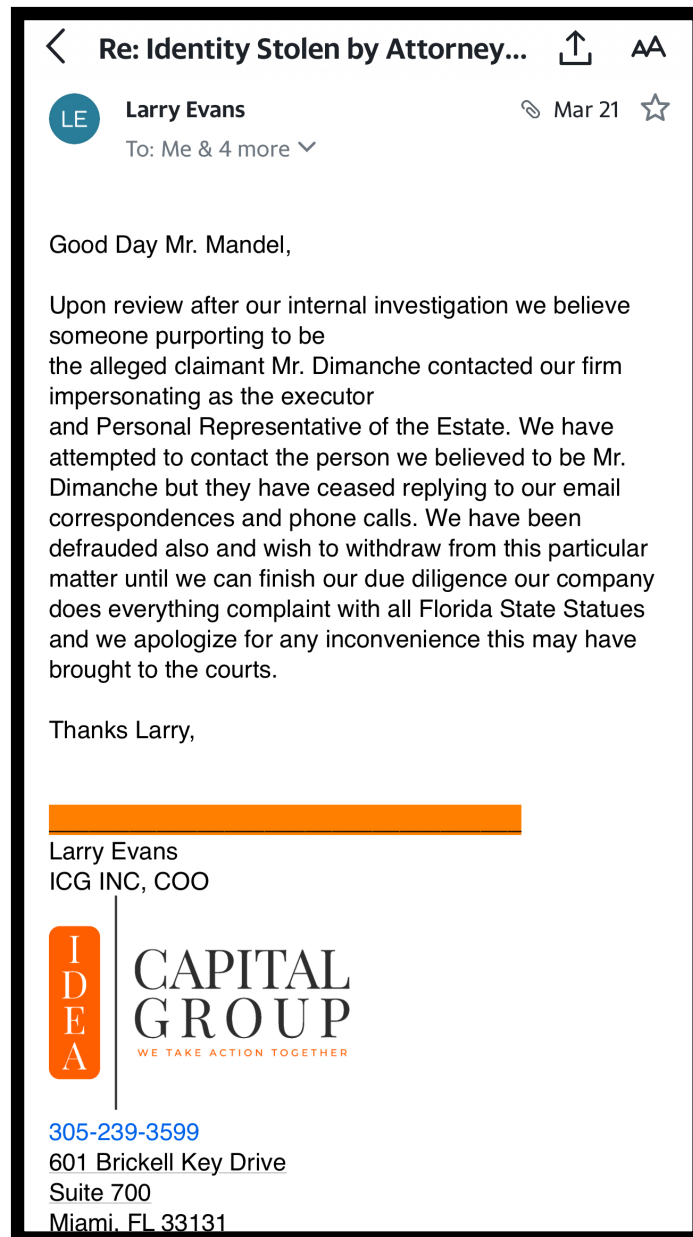 Re: Identity Stolen by Attorney...
AA
LE
Larry Evans
Mar 21
To: Me & 4 more
Good Day Mr. Mandel,
Upon review after our internal investigation we believe
someone purporting to be
the alleged claimant Mr. Dimanche contacted our firm
impersonating as the executor
and Personal Representative of the Estate. We have
attempted to contact the person we believed to be Mr.
Dimanche but they have ceased replying to our email
correspondences and phone calls. We have been
defrauded also and wish to withdraw from this particular
matter until we can finish our due diligence our company
does everything complaint with all Florida State Statues
and we apologize for any inconvenience this may have
brought to the courts.
Thanks Larry,
Larry Evans
ICG INC, COO
IDEA
CAPITAL
GROUP
WE TAKE ACTION TOGETHER
305-239-3599
601 Brickell Key Drive
Suite 700
Miami, FL 33131